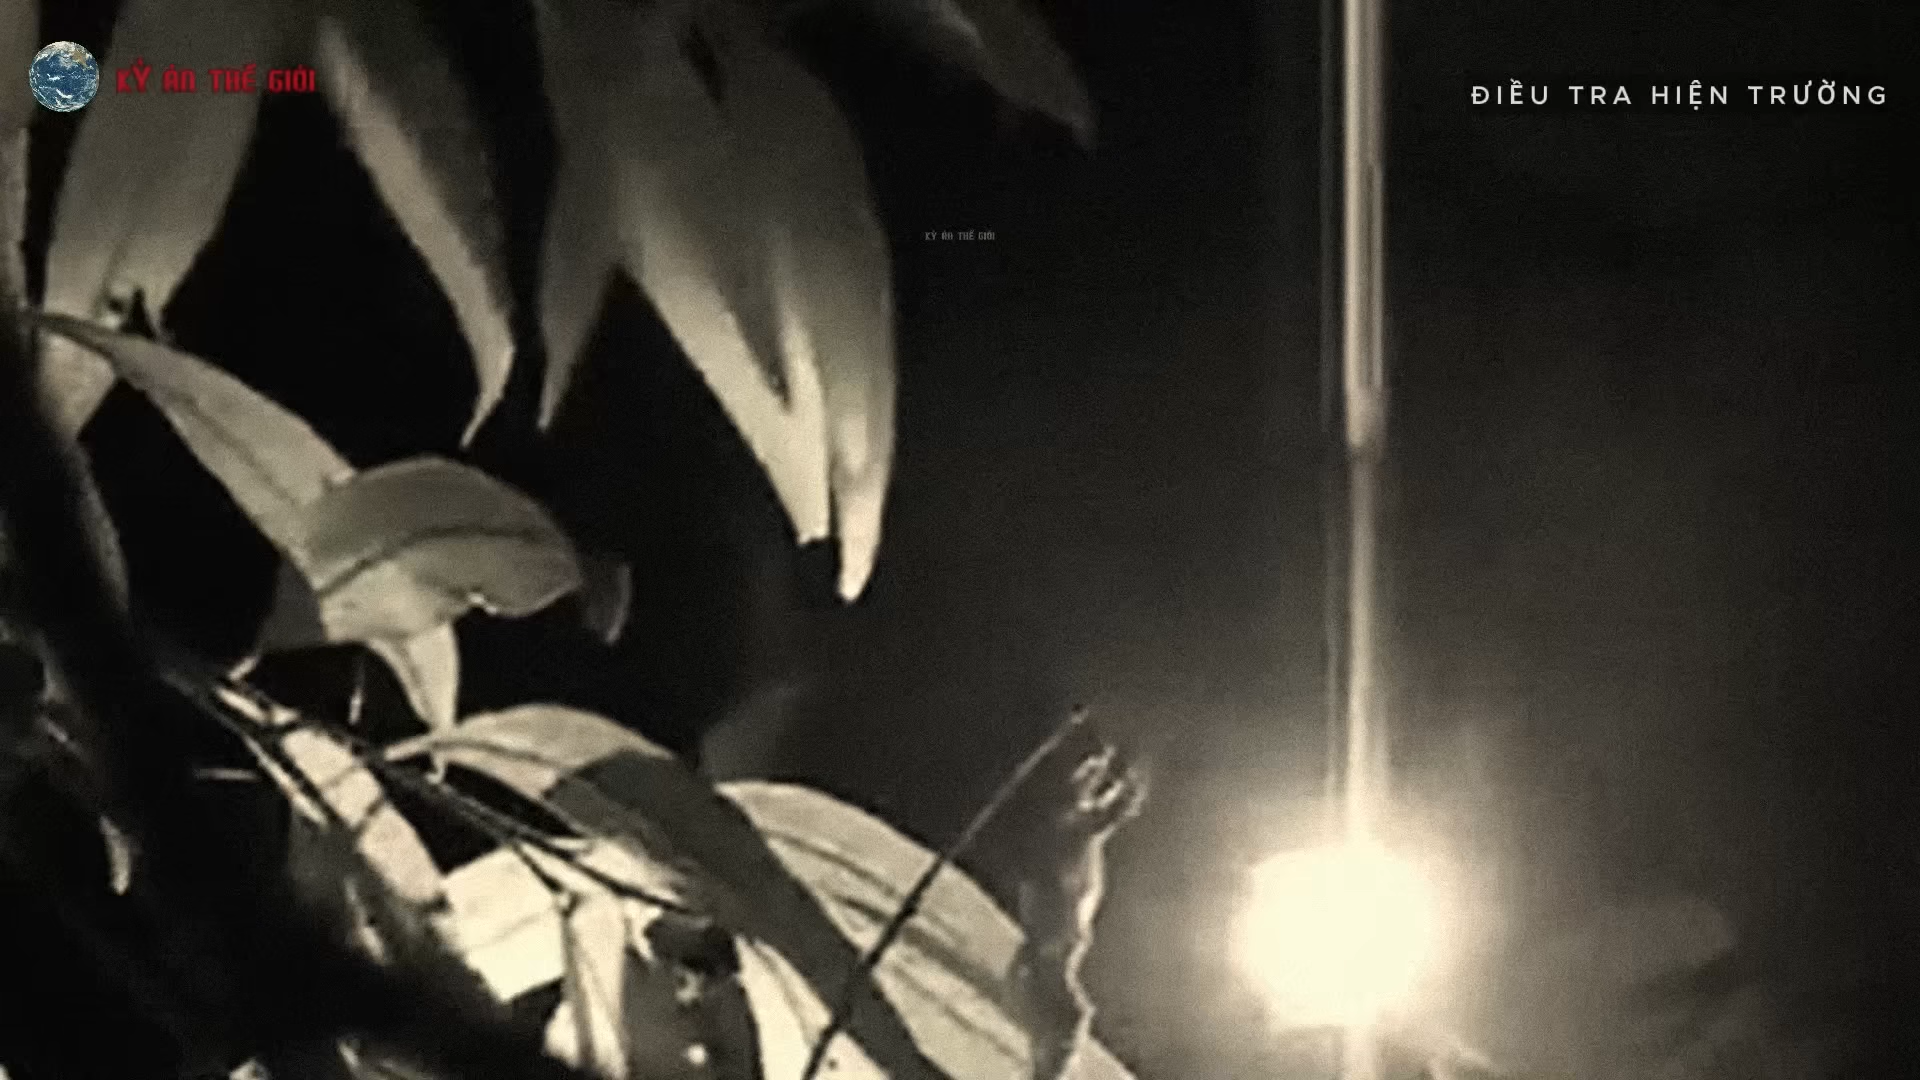 KỲ ÁN THẾ GIỚI
ĐIỀU TRA HIỆN TRƯỜNG
KỲ ÁN THẾ GIỚI